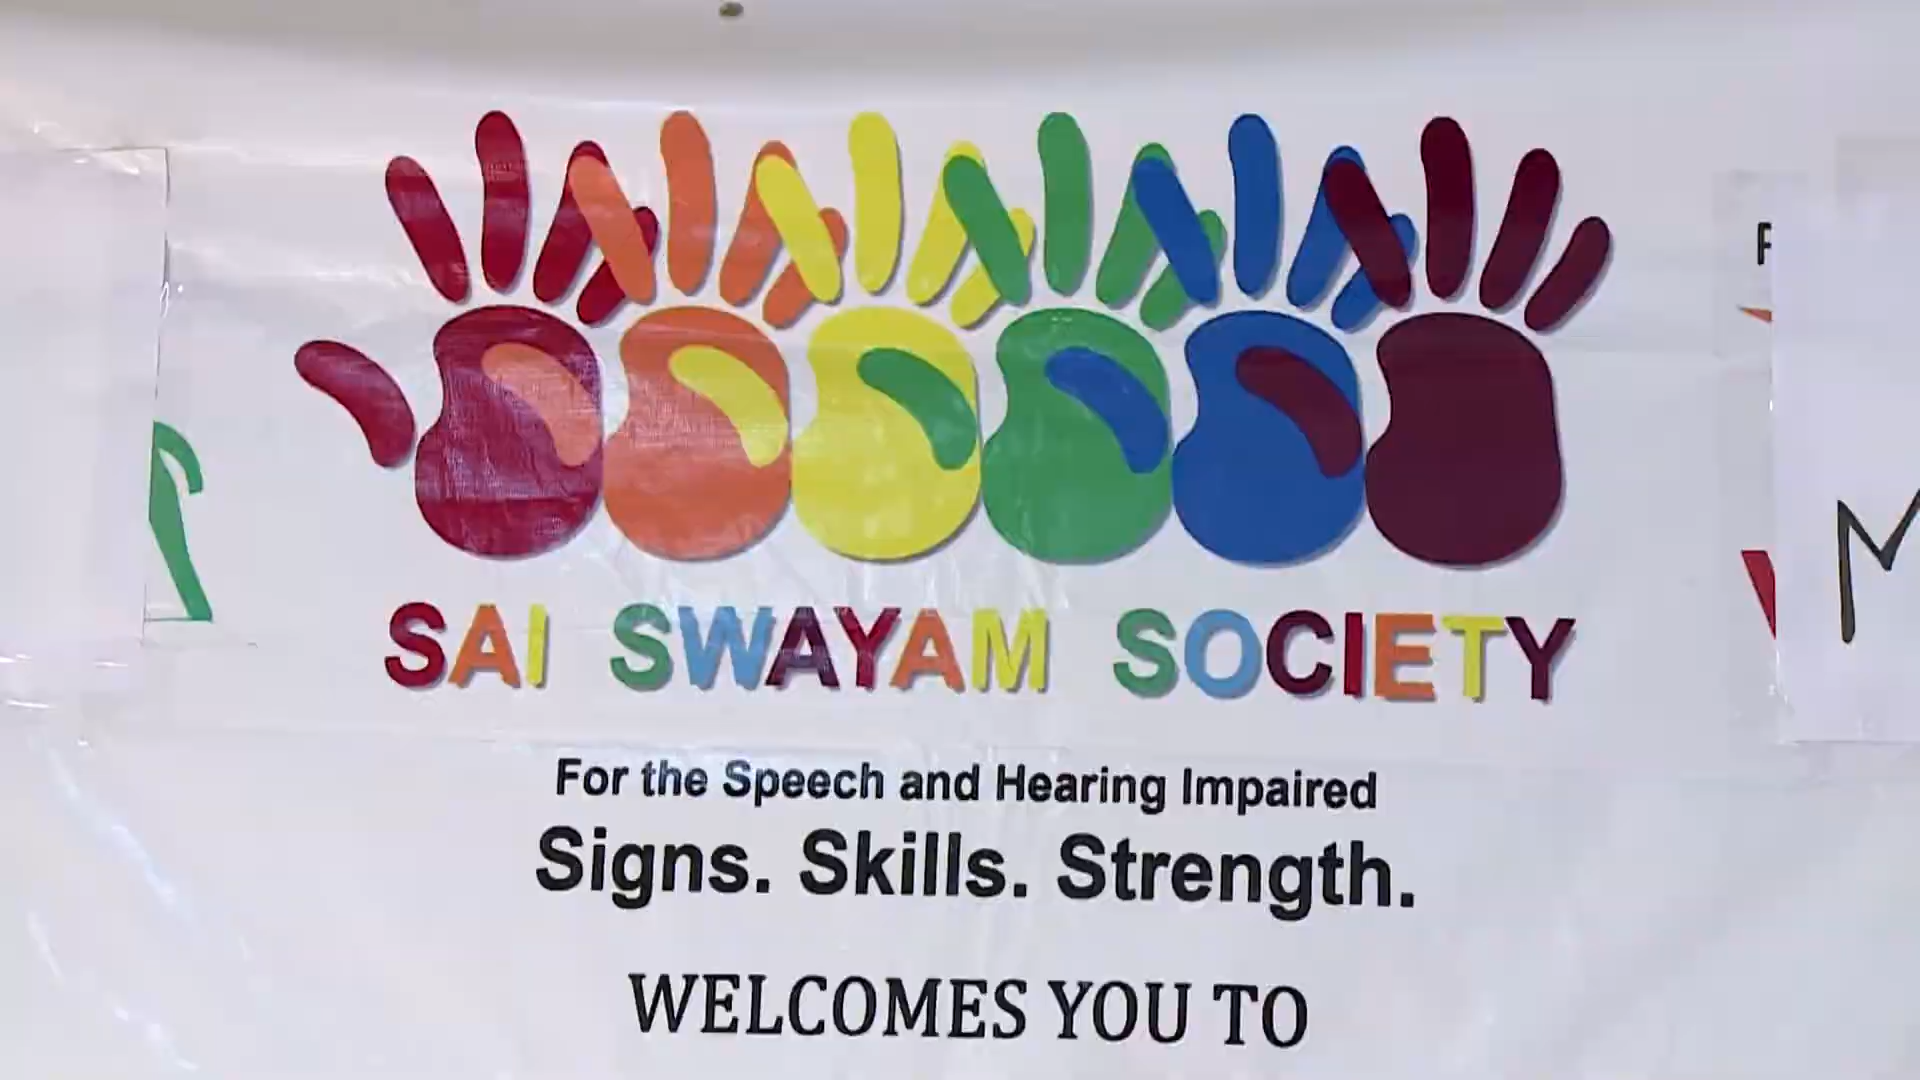 SAI SWAYAM SOCIETY
For the Speech and Hearing Impaired
Signs. Skills. Strength.
WELCOMES YOU TO